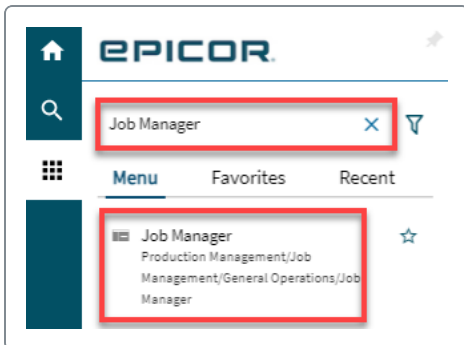 EPICOR.
Job Manager
Menu Favorites Recent
Job Manager
Production Management/Job
Management/General Operations/Job
Manager